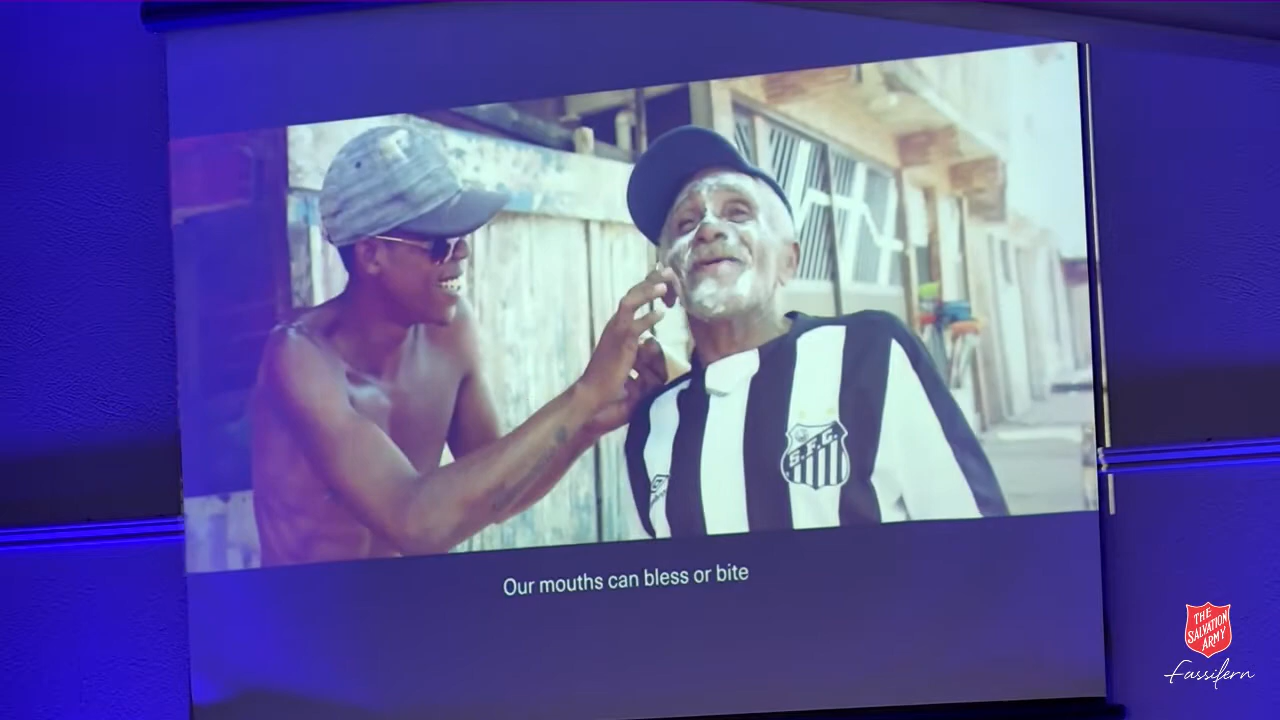 S.F.C.
Our mouths can bless or bite
THE
SALVATION
ARMY
Fassifern